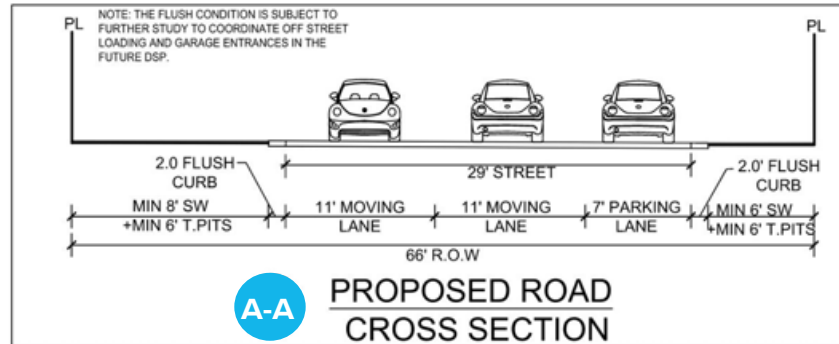 NOTE: THE FLUSH CONDITION IS SUBJECT TO
FURTHER STUDY TO COORDINATE OFF STREET
LOADING AND GARAGE ENTRANCES IN THE
FUTURE DSP.
PL
PL
2.0 FLUSH
CURB
29' STREET
2.0' FLUSH
CURB
MIN 8' SW
+MIN 6' T.PITS
11' MOVING
LANE
11' MOVING
LANE
7' PARKING
LANE
MIN 6' SW
+MIN 6' T.PITS
66' R.O.W
A-A
PROPOSED ROAD
CROSS SECTION